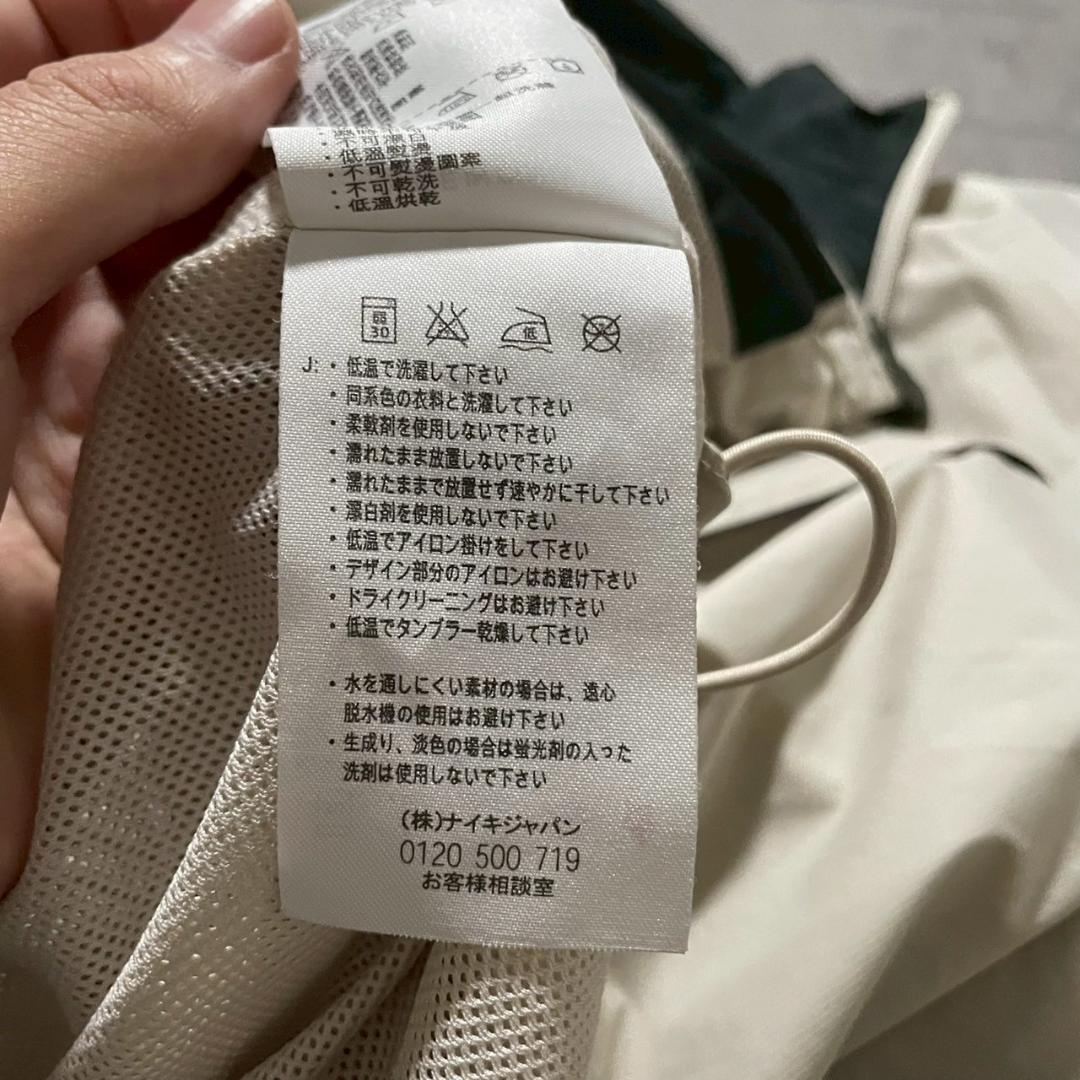 ・低温熨燙
・不可熨燙圖案
・不可乾洗
・低温烘乾
弱
30
低
J:・低温で洗濯して下さい
・同系色の衣料と洗濯して下さい
・柔軟剤を使用しないで下さい
・濡れたまま放置しないで下さい
・濡れたままで放置せず速やかに干して下さい
・漂白剤を使用しないで下さい
・低温でアイロン掛けをして下さい
・デザイン部分のアイロンはお避け下さい
・ドライクリーニングはお避け下さい
・低温でタンブラー乾燥して下さい
・水を通しにくい素材の場合は、遠心
脱水機の使用はお避け下さい
・生成り、淡色の場合は蛍光剤の入った
洗剤は使用しないで下さい
(株)ナイキジャパン
0120 500 719
お客様相談室